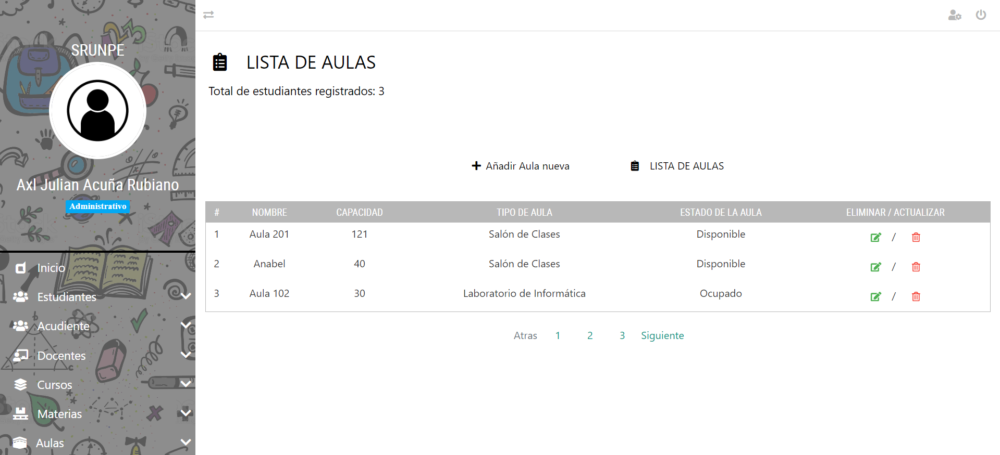 SRUNPE
Axl Julian Acuña Rubiano
Administrativo
Inicio
Estudiantes
Acudiente
Docentes
Cursos
Materias
Aulas
LISTA DE AULAS
Total de estudiantes registrados: 3
Añadir Aula nueva LISTA DE AULAS
# NOMBRE CAPACIDAD TIPO DE AULA ESTADO DE LA AULA ELIMINAR / ACTUALIZAR
1 Aula 201 121 Salón de Clases Disponible /
2 Anabel 40 Salón de Clases Disponible /
3 Aula 102 30 Laboratorio de Informática Ocupado /
Atras 1 2 3 Siguiente